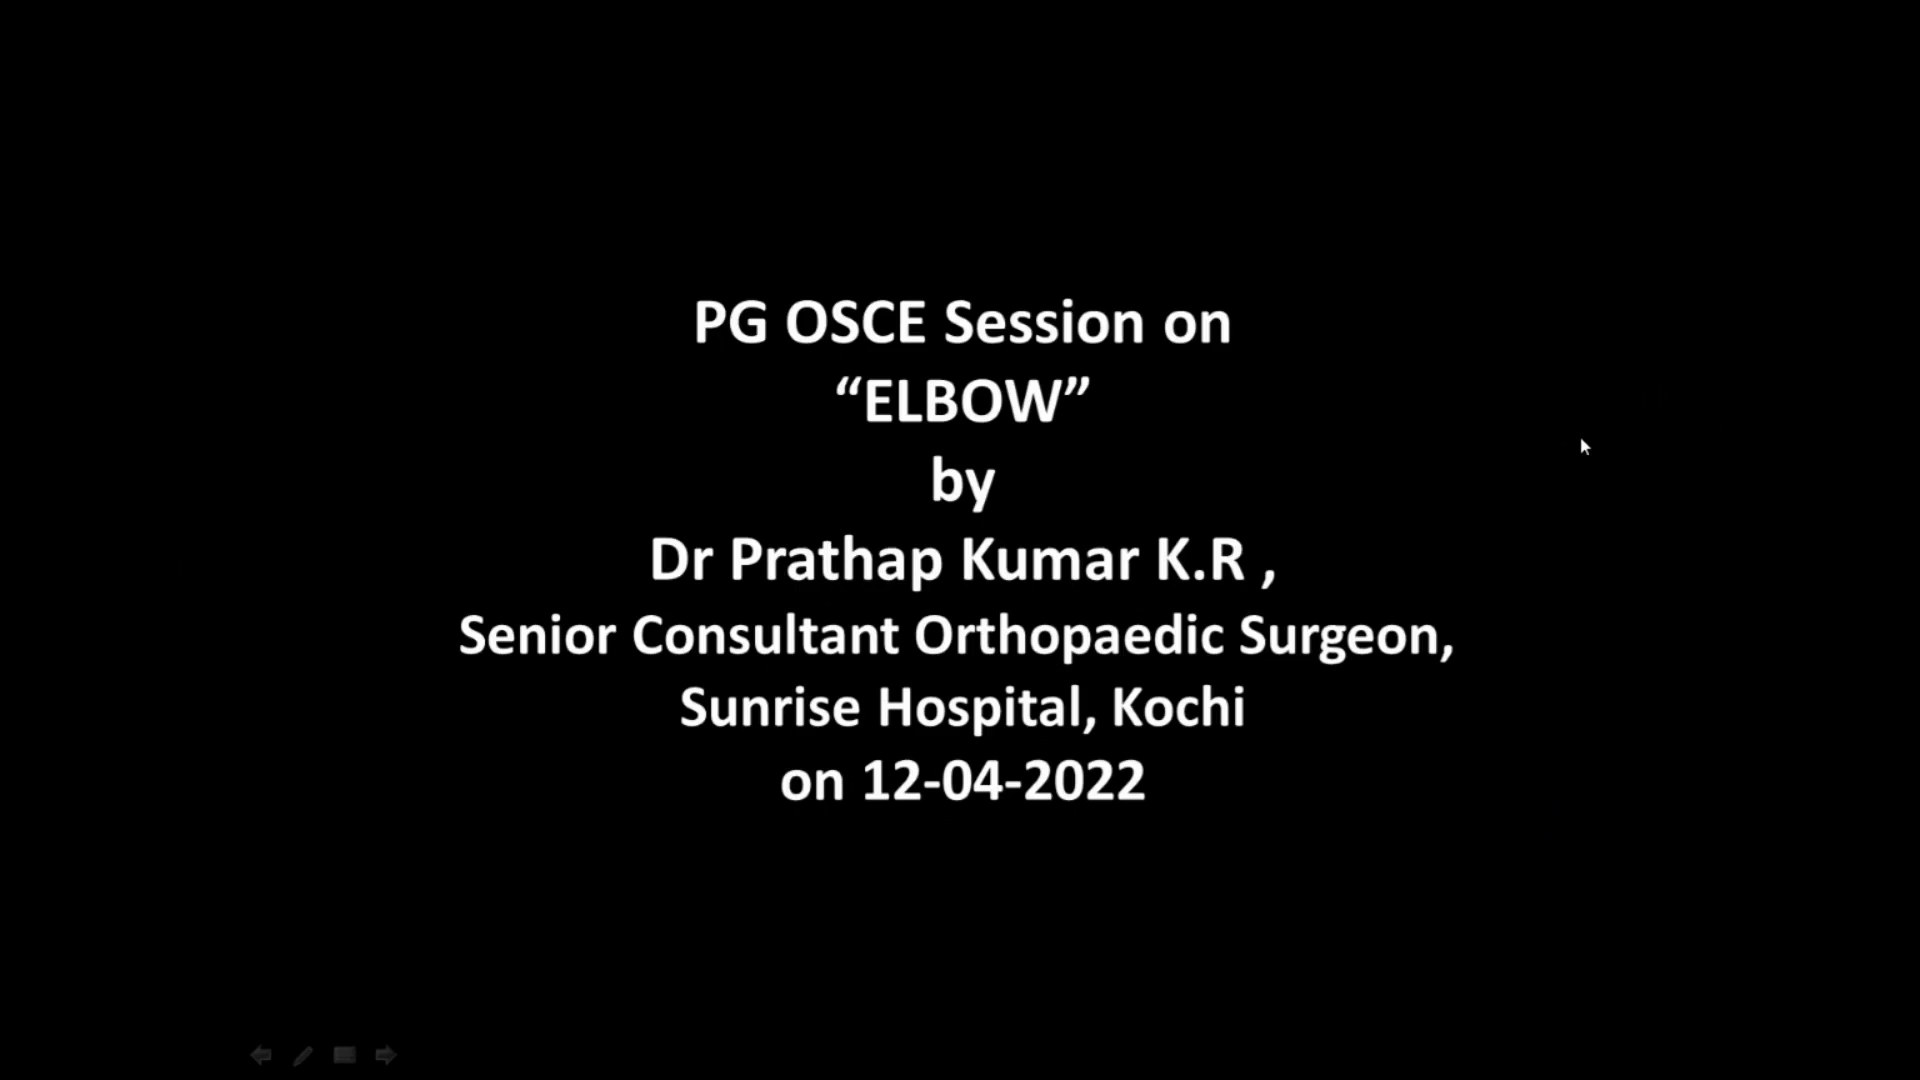 PG OSCE Session on
“ELBOW”
by
Dr Prathap Kumar K.R ,
Senior Consultant Orthopaedic Surgeon,
Sunrise Hospital, Kochi
on 12-04-2022